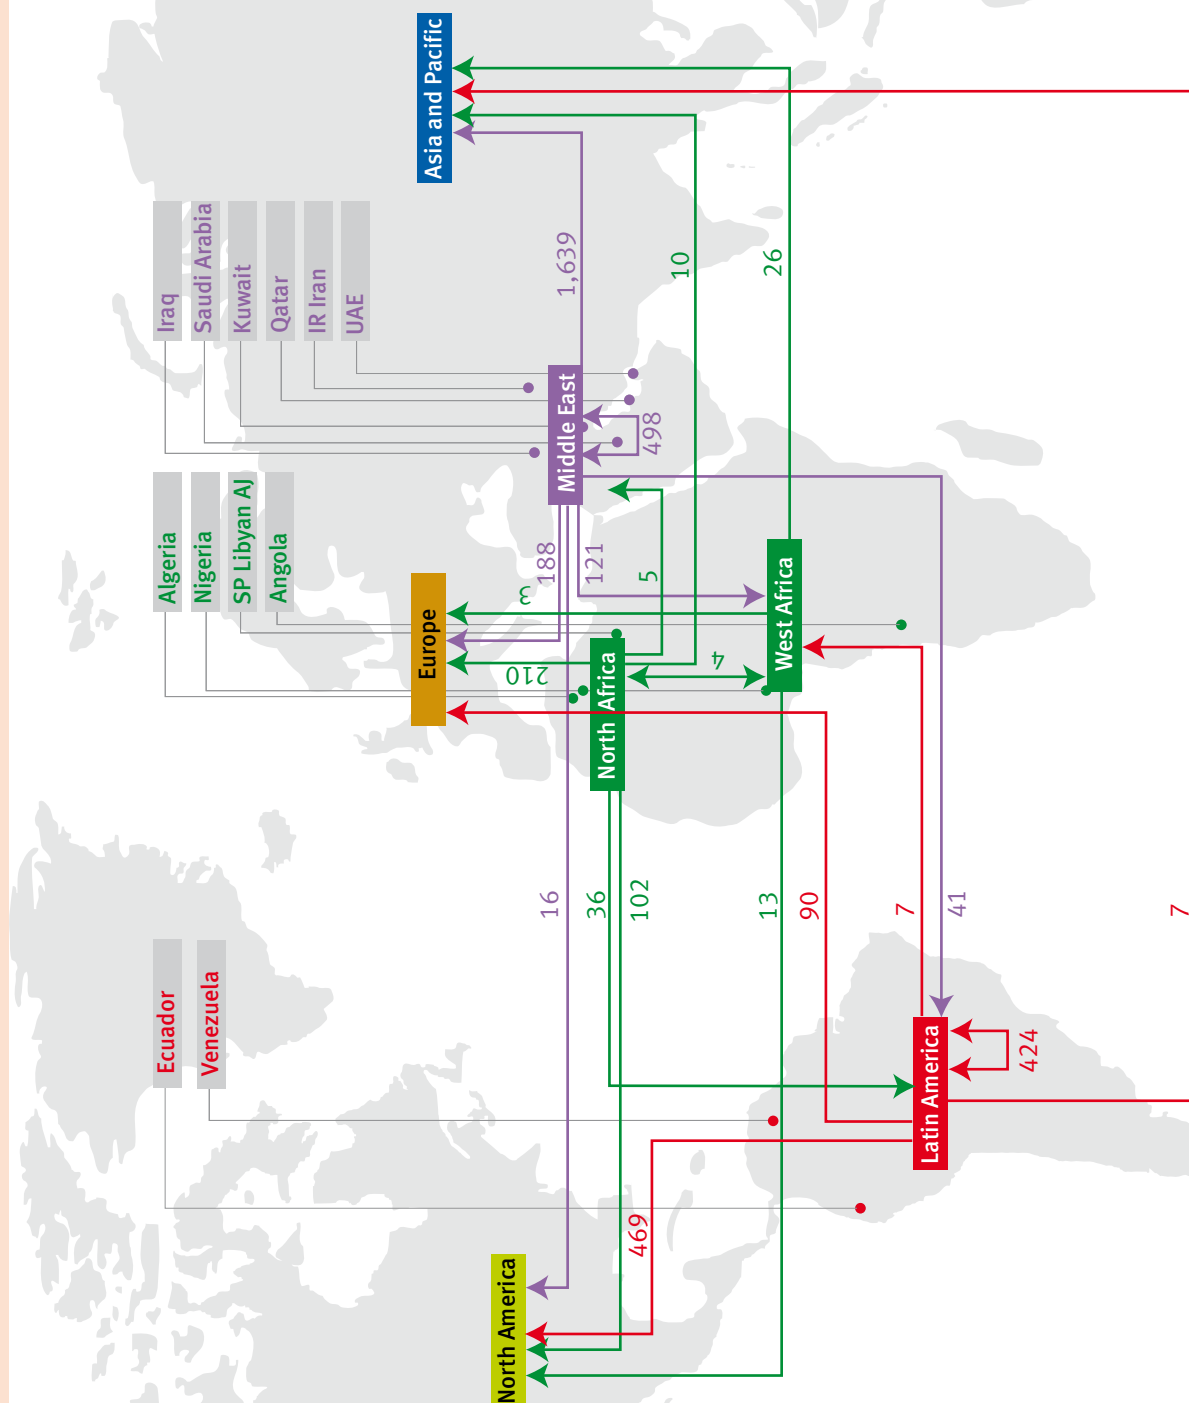 Asia and Pacific
Iraq
Saudi Arabia
Kuwait
Qatar
IR Iran
UAE
1,639
10
26
Middle East
498
Algeria
Nigeria
SP Libyan AJ
Angola
Europe
188
121
5
3
210
4
North Africa
West Africa
16
36
102
13
90
7
41
7
Ecuador
Venezuela
Latin America
424
469
North America